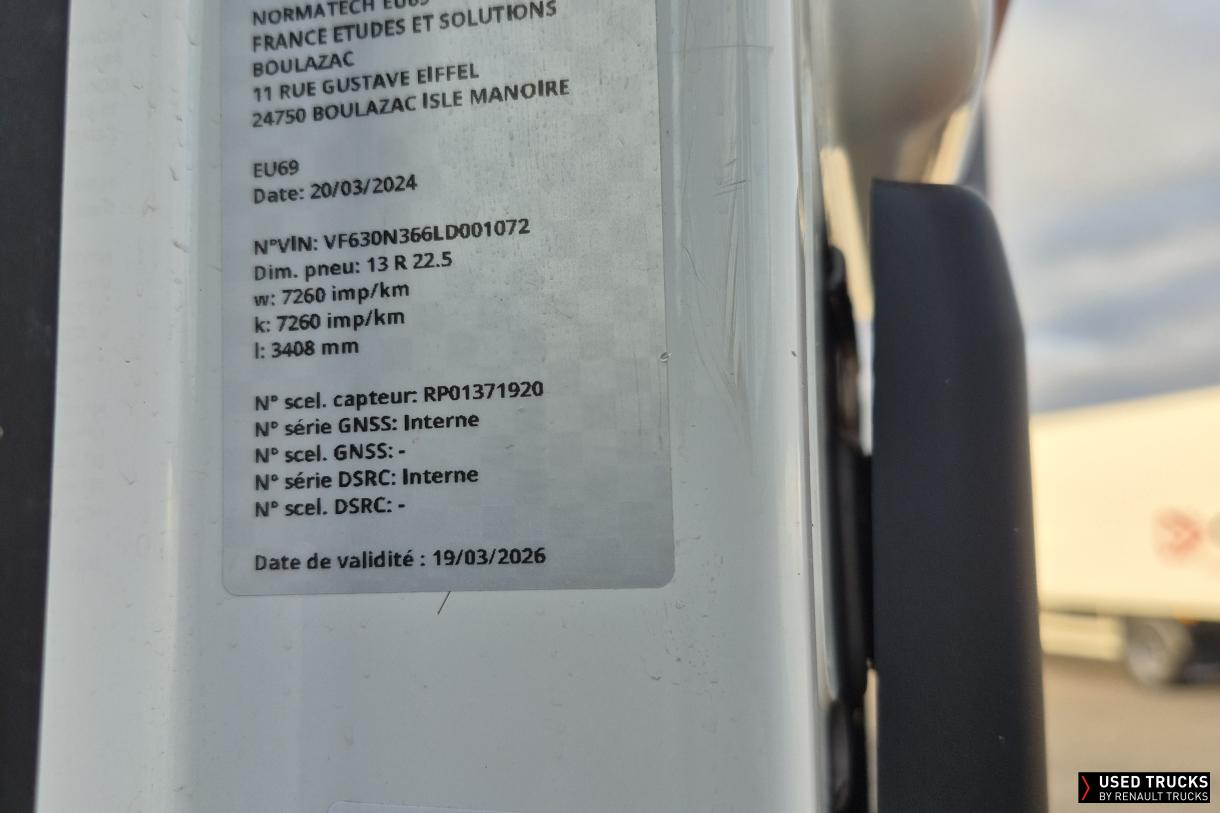 NORMATECH EU69
FRANCE ETUDES ET SOLUTIONS
BOULAZAC
11 RUE GUSTAVE EIFFEL
24750 BOULAZAC ISLE MANOIRE
EU69
Date: 20/03/2024
N°VIN: VF630N366LD001072
Dim. pneu: 13 R 22.5
w: 7260 imp/km
k: 7260 imp/km
l: 3408 mm
N° scel. capteur: RP01371920
N° série GNSS: Interne
N° scel. GNSS: -
N° série DSRC: Interne
N° scel. DSRC: -
Date de validité : 19/03/2026
USED TRUCKS
BY RENAULT TRUCKS